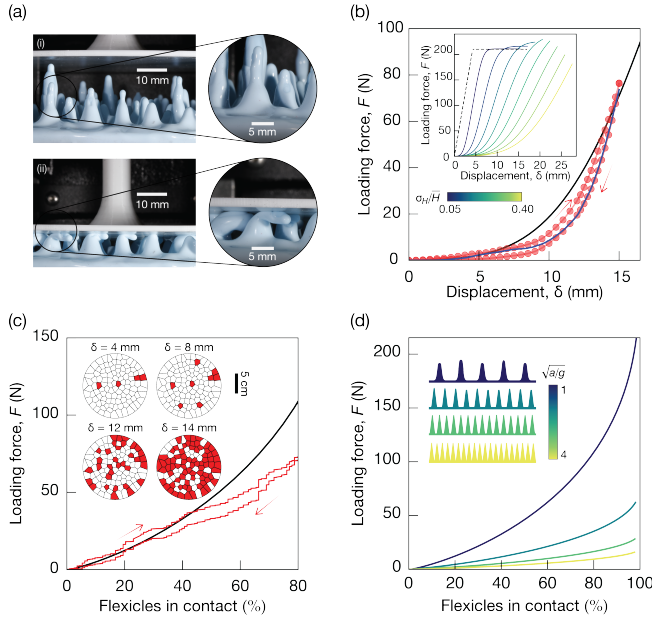 (a)
(i)
10 mm
5 mm
(ii)
10 mm
5 mm
(b)
100
80
60
40
20
0
Loading force, F (N)
0 5 10 15
Displacement, δ (mm)
200
150
100
50
0
Loading force, F (N)
0 5 10 15 20 25
Displacement, δ (mm)
σH/H̅
0.05 0.40
(c)
150
100
50
0
Loading force, F (N)
δ = 4 mm δ = 8 mm
5 cm
δ = 12 mm δ = 14 mm
0 20 40 60 80
Flexicles in contact (%)
(d)
200
150
100
50
0
Loading force, F (N)
√a/g
1
4
0 20 40 60 80 100
Flexicles in contact (%)